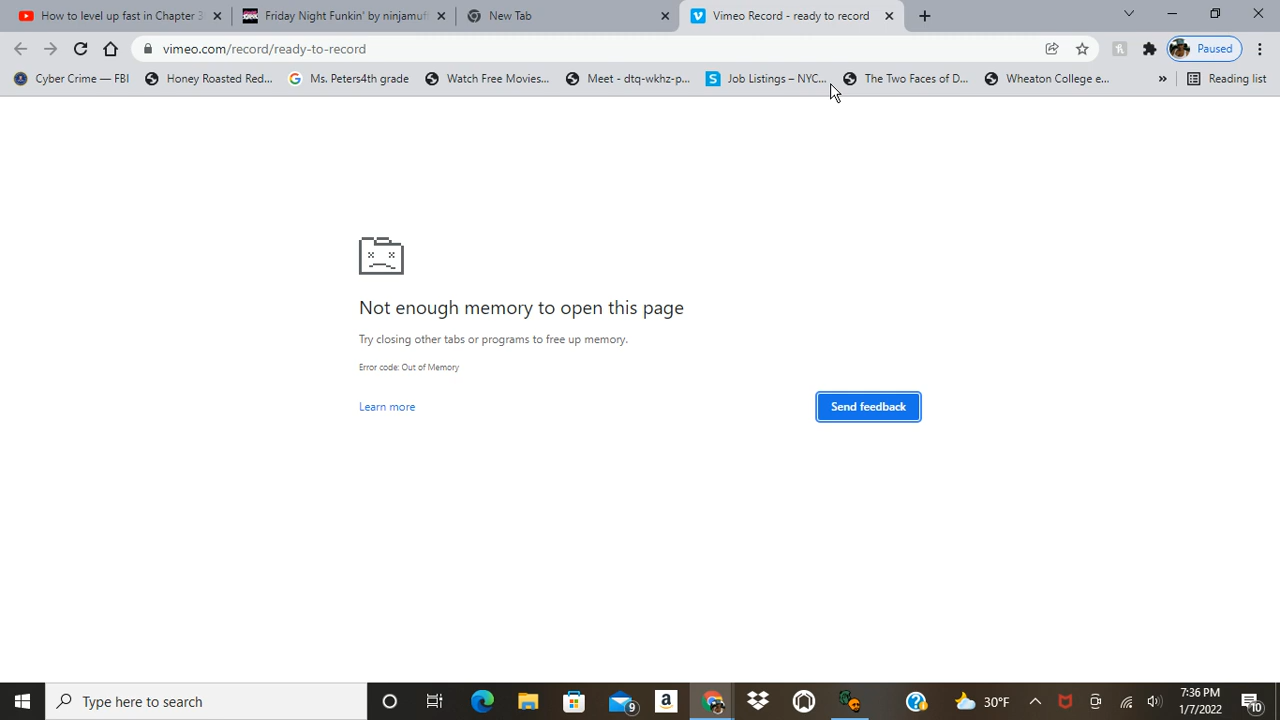 How to level up fast in Chapter 3
Friday Night Funkin' by ninjamuf
New Tab
Vimeo Record - ready to record
vimeo.com/record/ready-to-record
Paused
Cyber Crime — FBI
Honey Roasted Red...
Ms. Peters4th grade
Watch Free Movies...
Meet - dtq-wkhz-p...
Job Listings – NYC...
The Two Faces of D...
Wheaton College e...
»
Reading list
Not enough memory to open this page
Try closing other tabs or programs to free up memory.
Error code: Out of Memory
Learn more
Send feedback
Type here to search
9
30°F
7:36 PM
1/7/2022
10